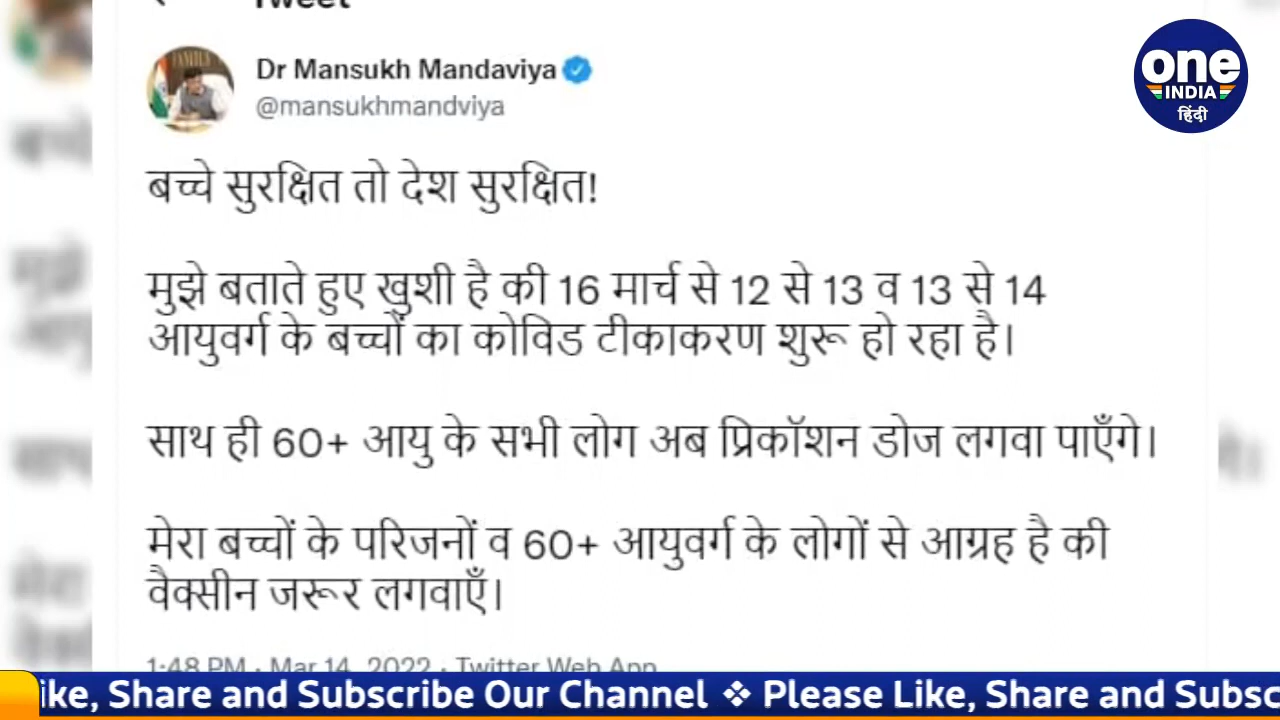 Tweet
Dr Mansukh Mandaviya
@mansukhmandviya
one
INDIA
हिंदी
बच्चे सुरक्षित तो देश सुरक्षित!
मुझे बताते हुए खुशी है की 16 मार्च से 12 से 13 व 13 से 14
आयुवर्ग के बच्चों का कोविड टीकाकरण शुरू हो रहा है।
साथ ही 60+ आयु के सभी लोग अब प्रिकॉशन डोज लगवा पाएँगे।
मेरा बच्चों के परिजनों व 60+ आयुवर्ग के लोगों से आग्रह है की
वैक्सीन जरूर लगवाएँ।
1:48 PM · Mar 14, 2022 · Twitter Web App
ike, Share and Subscribe Our Channel ❖ Please Like, Share and Subsc